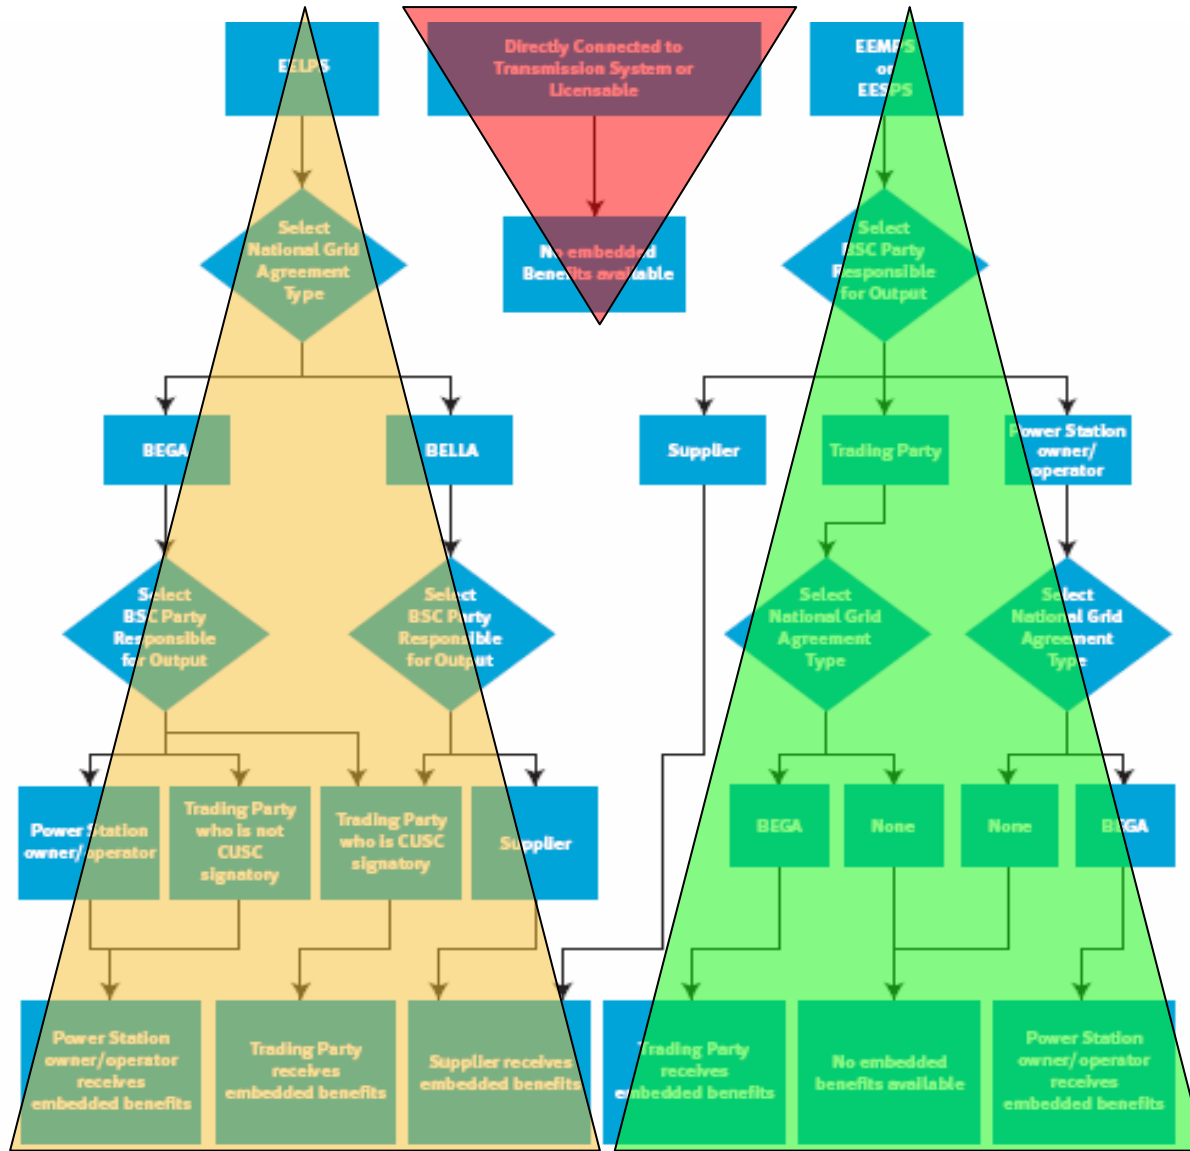 EELPS
Directly Connected to
Transmission System or
Licensable
EEMPS
or
EESPS
Select
National Grid
Agreement
Type
No embedded
Benefits available
Select
BSC Party
Responsible
for Output
BEGA
BELLA
Supplier
Trading Party
Power Station
owner/
operator
Select
BSC Party
Responsible
for Output
Select
BSC Party
Responsible
for Output
Select
National Grid
Agreement
Type
Select
National Grid
Agreement
Type
Power Station
owner/operator
Trading Party
who is not
CUSC
signatory
Trading Party
who is CUSC
signatory
Supplier
BEGA
None
None
BEGA
Power Station
owner/operator
receives
embedded benefits
Trading Party
receives
embedded benefits
Supplier receives
embedded benefits
Trading Party
receives
embedded benefits
No embedded
benefits available
Power Station
owner/operator
receives
embedded benefits